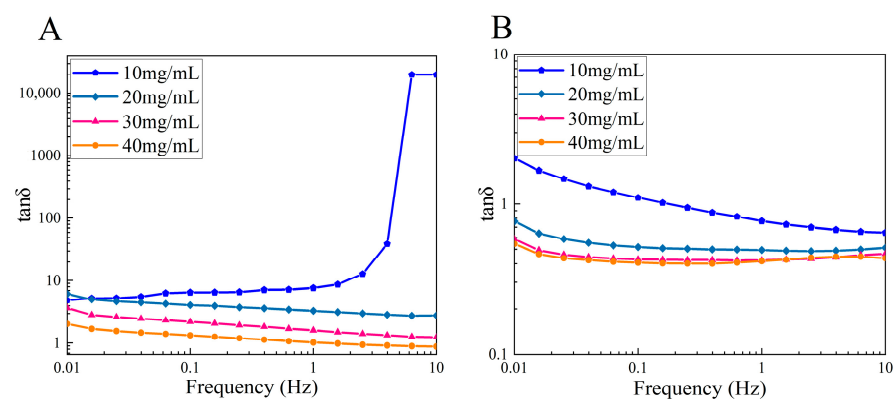 A
10mg/mL
20mg/mL
30mg/mL
40mg/mL
10,000
1000
100
10
1
tanδ
0.01
0.1
1
10
Frequency (Hz)
B
10mg/mL
20mg/mL
30mg/mL
40mg/mL
10
1
0.1
tanδ
0.01
0.1
1
10
Frequency (Hz)